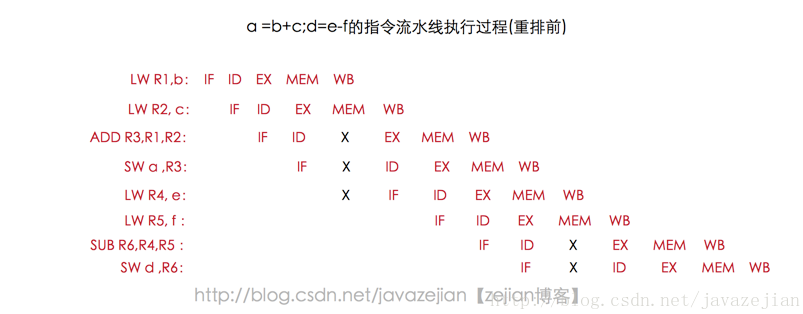 a =b+c;d=e-f的指令流水线执行过程(重排前)
LW R1,b: IF ID EX MEM WB
LW R2, c: IF ID EX MEM WB
ADD R3,R1,R2: IF ID X EX MEM WB
SW a ,R3: IF X ID EX MEM WB
LW R4, e: X IF ID EX MEM WB
LW R5, f : IF ID EX MEM WB
SUB R6,R4,R5 : IF ID X EX MEM WB
SW d ,R6: IF X ID EX MEM WB
http://blog.csdn.net/javazejian【zejian博客】
http://blog.csdn.net/javazejian